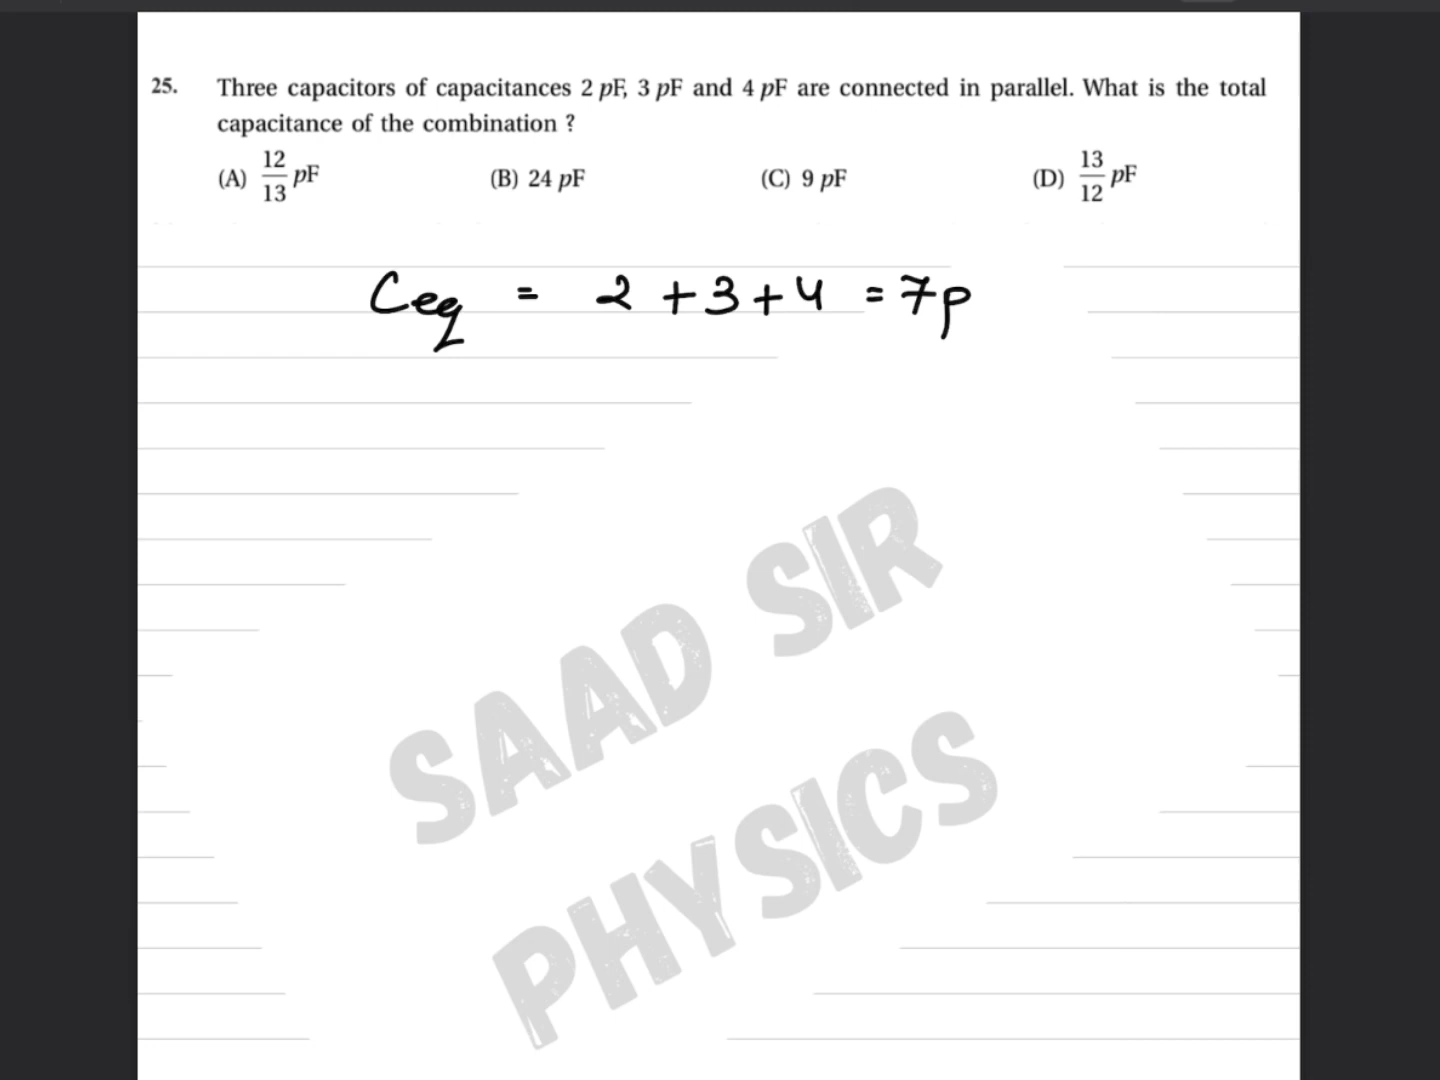 25. Three capacitors of capacitances 2 pF, 3 pF and 4 pF are connected in parallel. What is the total
capacitance of the combination ?
(A) 12/13 pF (B) 24 pF (C) 9 pF (D) 13/12 pF
Ceq = 2 + 3 + 4 = 7p
SAAD SIR
PHYSICS